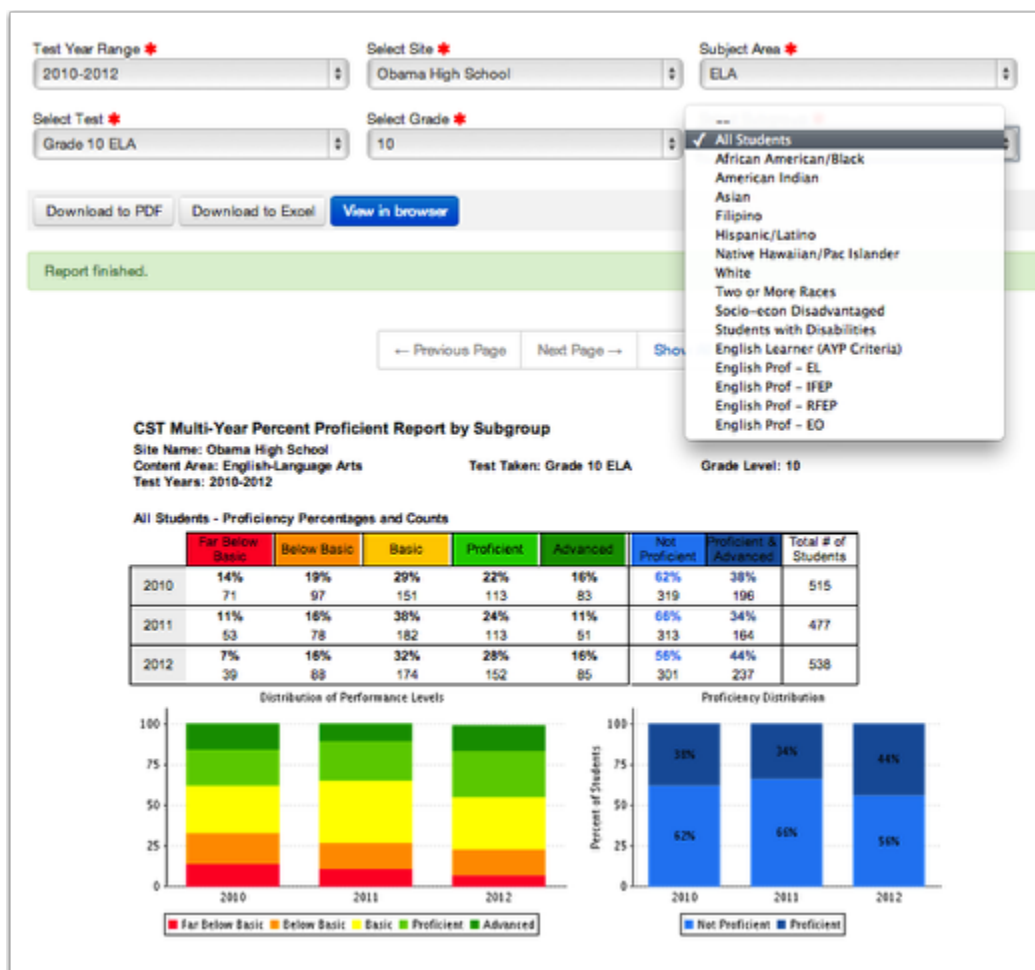 Test Year Range ✱ Select Site ✱ Subject Area ✱
2010-2012 Obama High School ELA
Select Test ✱ Select Grade ✱
Grade 10 ELA 10
--
✓ All Students
African American/Black
American Indian
Asian
Filipino
Hispanic/Latino
Native Hawaiian/Pac Islander
White
Two or More Races
Socio-econ Disadvantaged
Students with Disabilities
English Learner (AYP Criteria)
English Prof - EL
English Prof - IFEP
English Prof - RFEP
English Prof - EO
Download to PDF Download to Excel View in browser
Report finished.
← Previous Page Next Page → Show
CST Multi-Year Percent Proficient Report by Subgroup
Site Name: Obama High School
Content Area: English-Language Arts Test Taken: Grade 10 ELA Grade Level: 10
Test Years: 2010-2012
All Students - Proficiency Percentages and Counts
Far Below Basic Below Basic Basic Proficient Advanced Not Proficient Proficient & Advanced Total # of Students
2010 14% 19% 29% 22% 16% 62% 38% 515
71 97 151 113 83 319 196
2011 11% 16% 38% 24% 11% 66% 34% 477
53 78 182 113 51 313 164
2012 7% 16% 32% 28% 16% 56% 44% 538
39 88 174 152 85 301 237
Distribution of Performance Levels
100
75
50
25
0
2010 2011 2012
Far Below Basic Below Basic Basic Proficient Advanced
Proficiency Distribution
Percent of Students
100
75
50
25
0
38% 34% 44%
62% 66% 56%
2010 2011 2012
Not Proficient Proficient